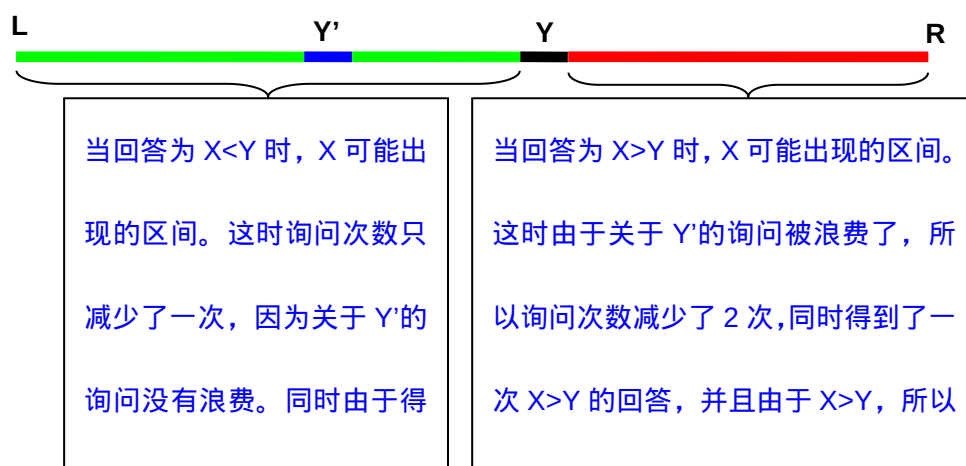 L Y’ Y R
当回答为 X<Y 时，X 可能出
现的区间。这时询问次数只
减少了一次，因为关于 Y’的
询问没有浪费。同时由于得
当回答为 X>Y 时，X 可能出现的区间。
这时由于关于 Y’的询问被浪费了，所
以询问次数减少了 2 次，同时得到了一
次 X>Y 的回答，并且由于 X>Y，所以